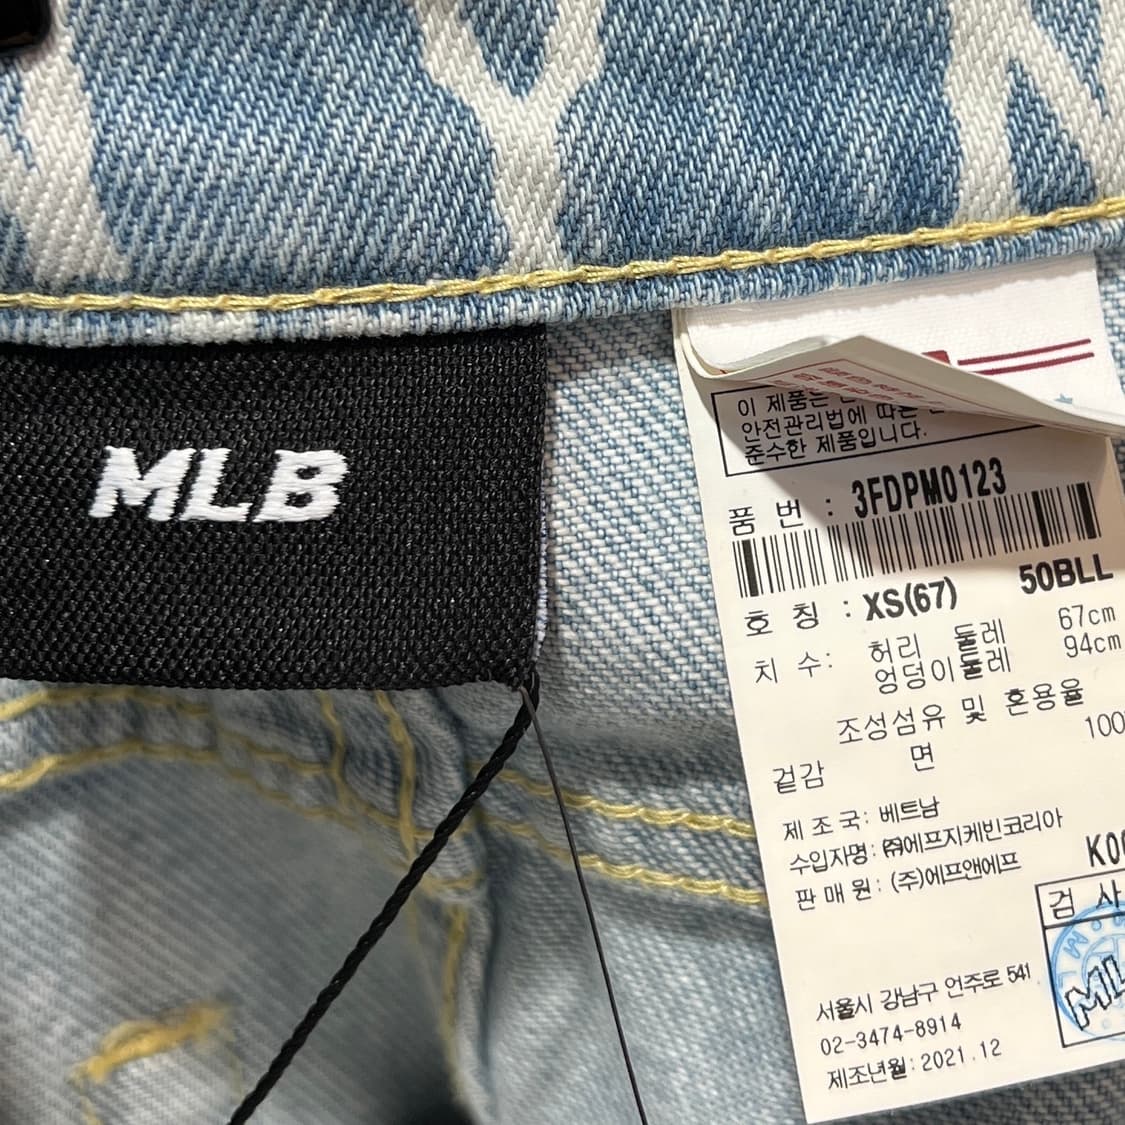 MLB
이 제품은
안전관리법에 따른
준수한 제품입니다.
품 번 : 3FDPM0123
50BLL
호 칭 : XS(67)
치 수: 허리 둘레 67cm
엉덩이둘레 94cm
조성섬유 및 혼용율
겉감 면 100
제 조 국: 베트남
수입자명: ㈜에프지케빈코리아
판 매 원: (주)에프앤에프
검 사
서울시 강남구 언주로 541
02-3474-8914
제조년월: 2021.12